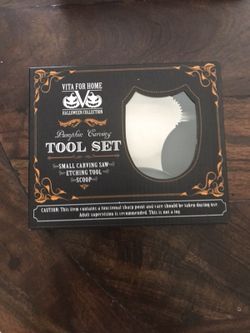 VITA FOR HOME
HALLOWEEN COLLECTION
Pumpkin Carving
TOOL SET
SMALL CARVING SAW
ETCHING TOOL
SCOOP
CAUTION: This item contains a functional sharp point and care should be taken during use.
Adult supervision is recommended. This is not a toy.